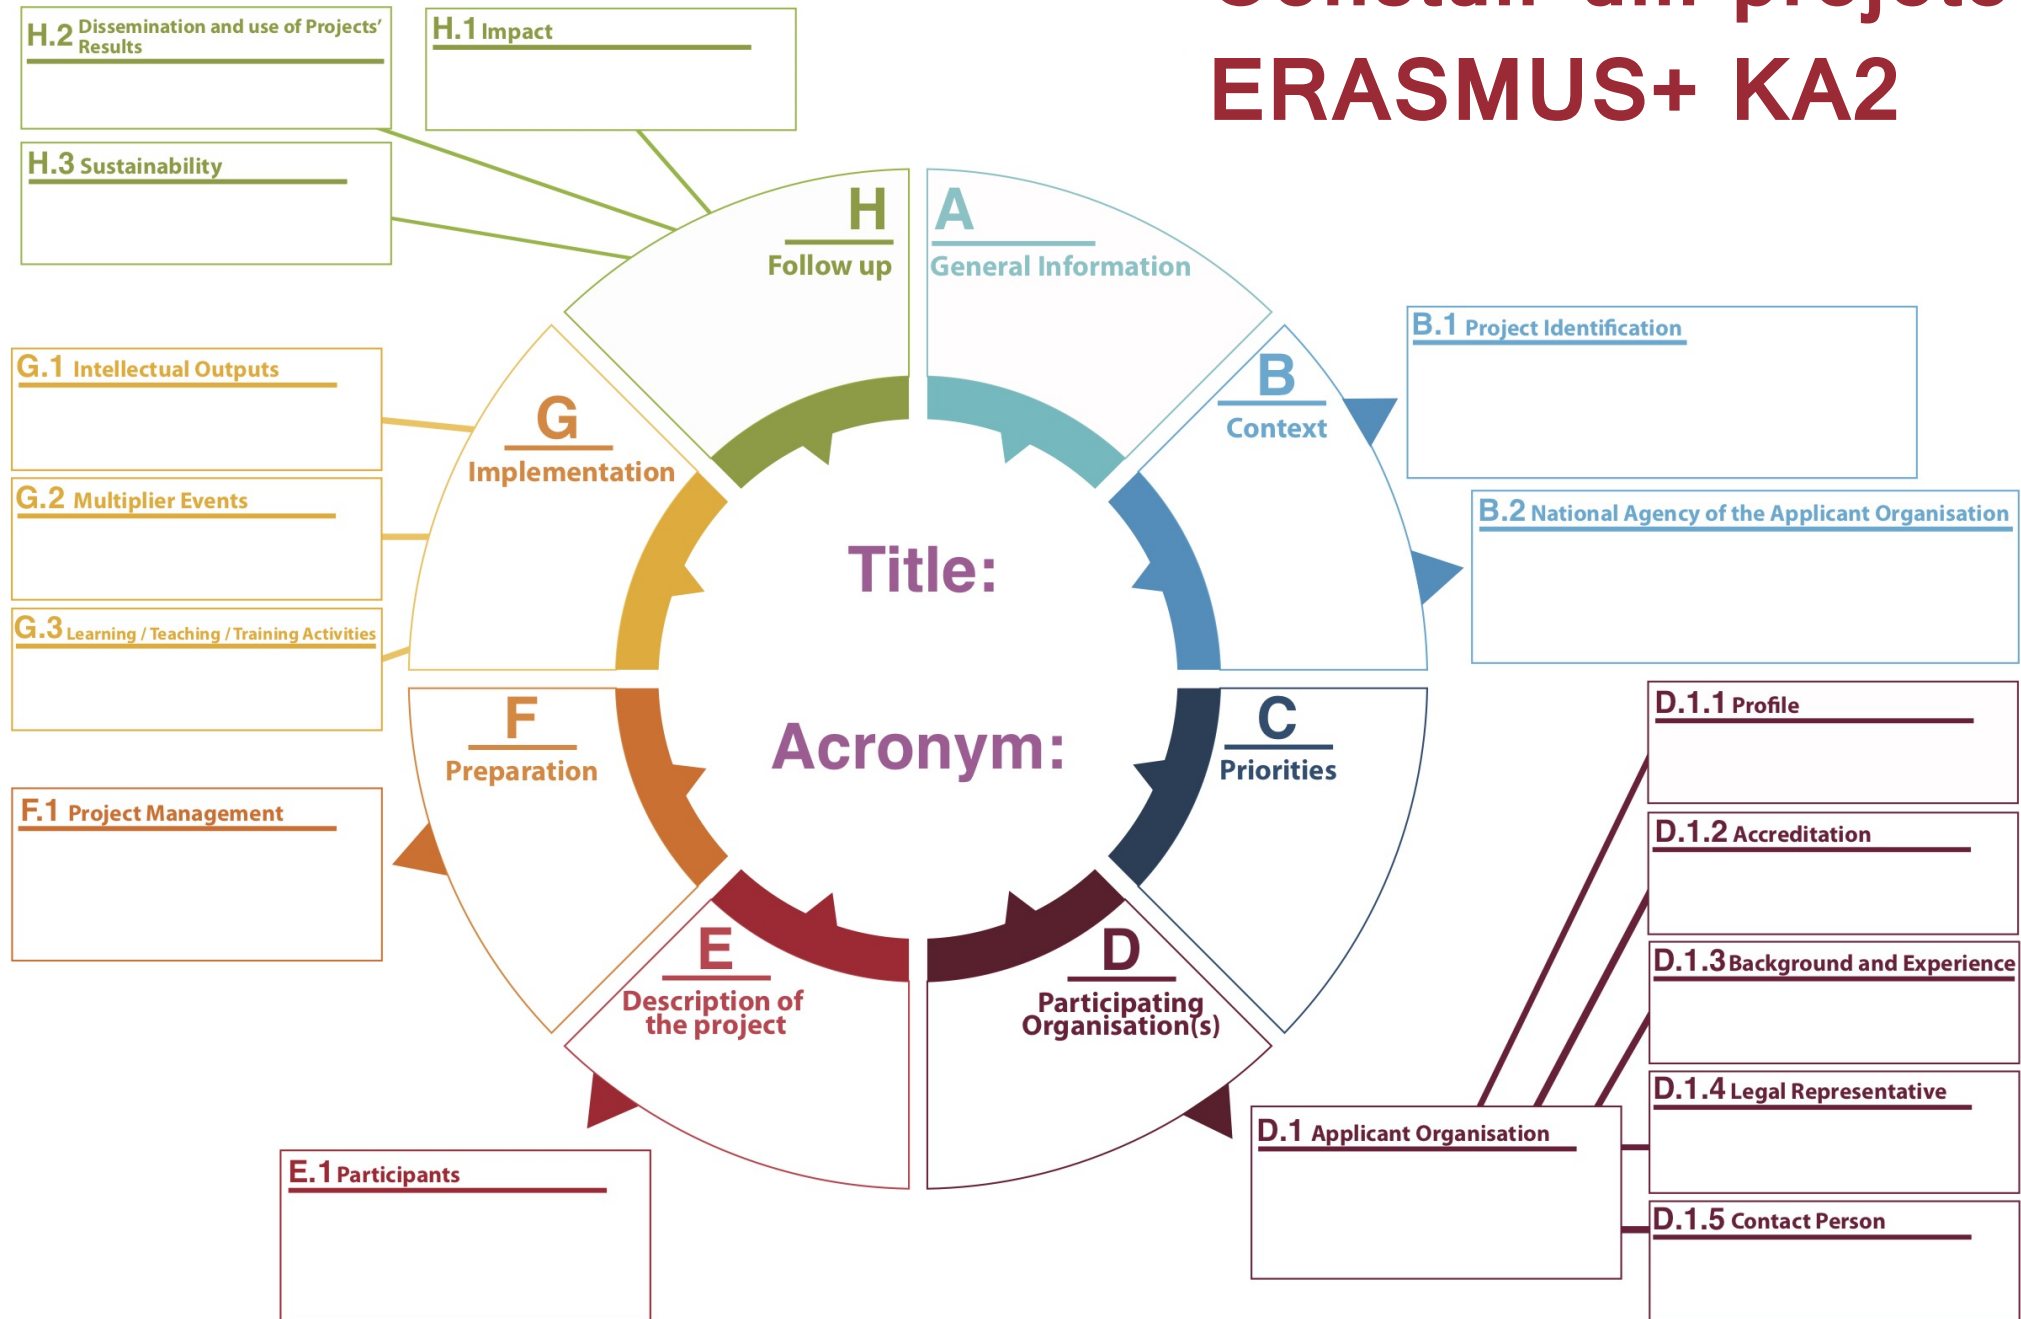 ERASMUS+ KA2
H.2 Dissemination and use of Projects'
Results
H.1 Impact
H.3 Sustainability
H
Follow up
A
General Information
B.1 Project Identification
B
Context
B.2 National Agency of the Applicant Organisation
G.1 Intellectual Outputs
G
Implementation
G.2 Multiplier Events
G.3 Learning / Teaching / Training Activities
Title:
Acronym:
C
Priorities
D.1.1 Profile
D.1.2 Accreditation
D.1.3 Background and Experience
D.1.4 Legal Representative
D.1.5 Contact Person
D
Participating
Organisation(s)
D.1 Applicant Organisation
E
Description of
the project
E.1 Participants
F
Preparation
F.1 Project Management